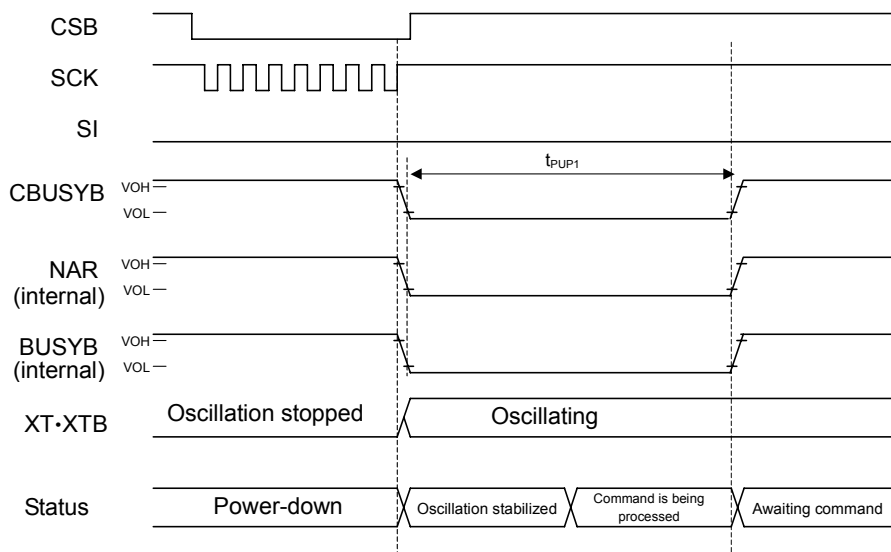 CSB
SCK
SI
tPUP1
CBUSYB
VOH
VOL
NAR
(internal)
VOH
VOL
BUSYB
(internal)
VOH
VOL
XT•XTB
Oscillation stopped
Oscillating
Status
Power-down
Oscillation stabilized
Command is being
processed
Awaiting command